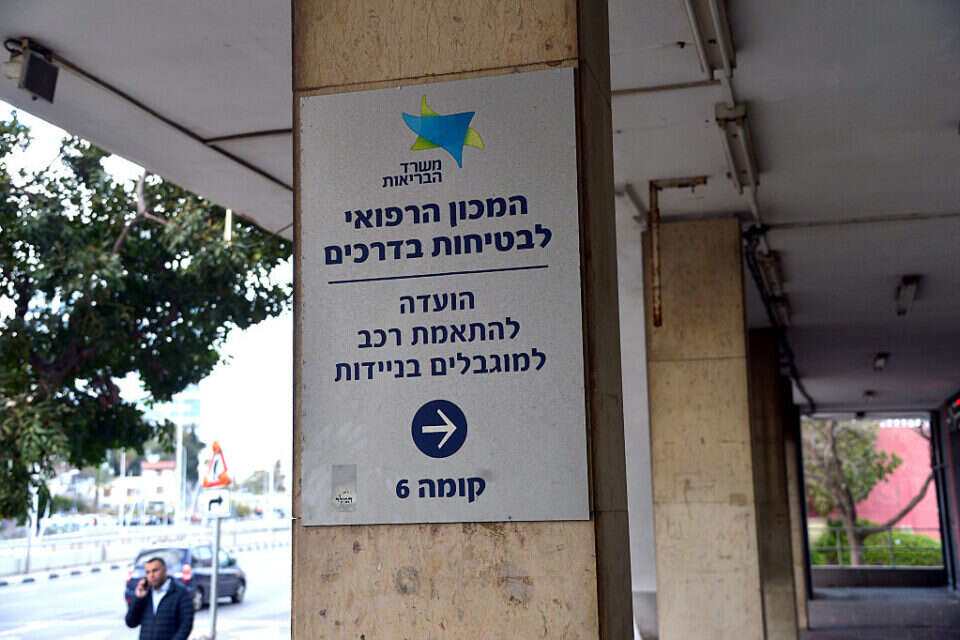 משרד
הבריאות
המכון הרפואי
לבטיחות בדרכים
הועדה
להתאמת רכב
למוגבלים בניידות
קומה 6